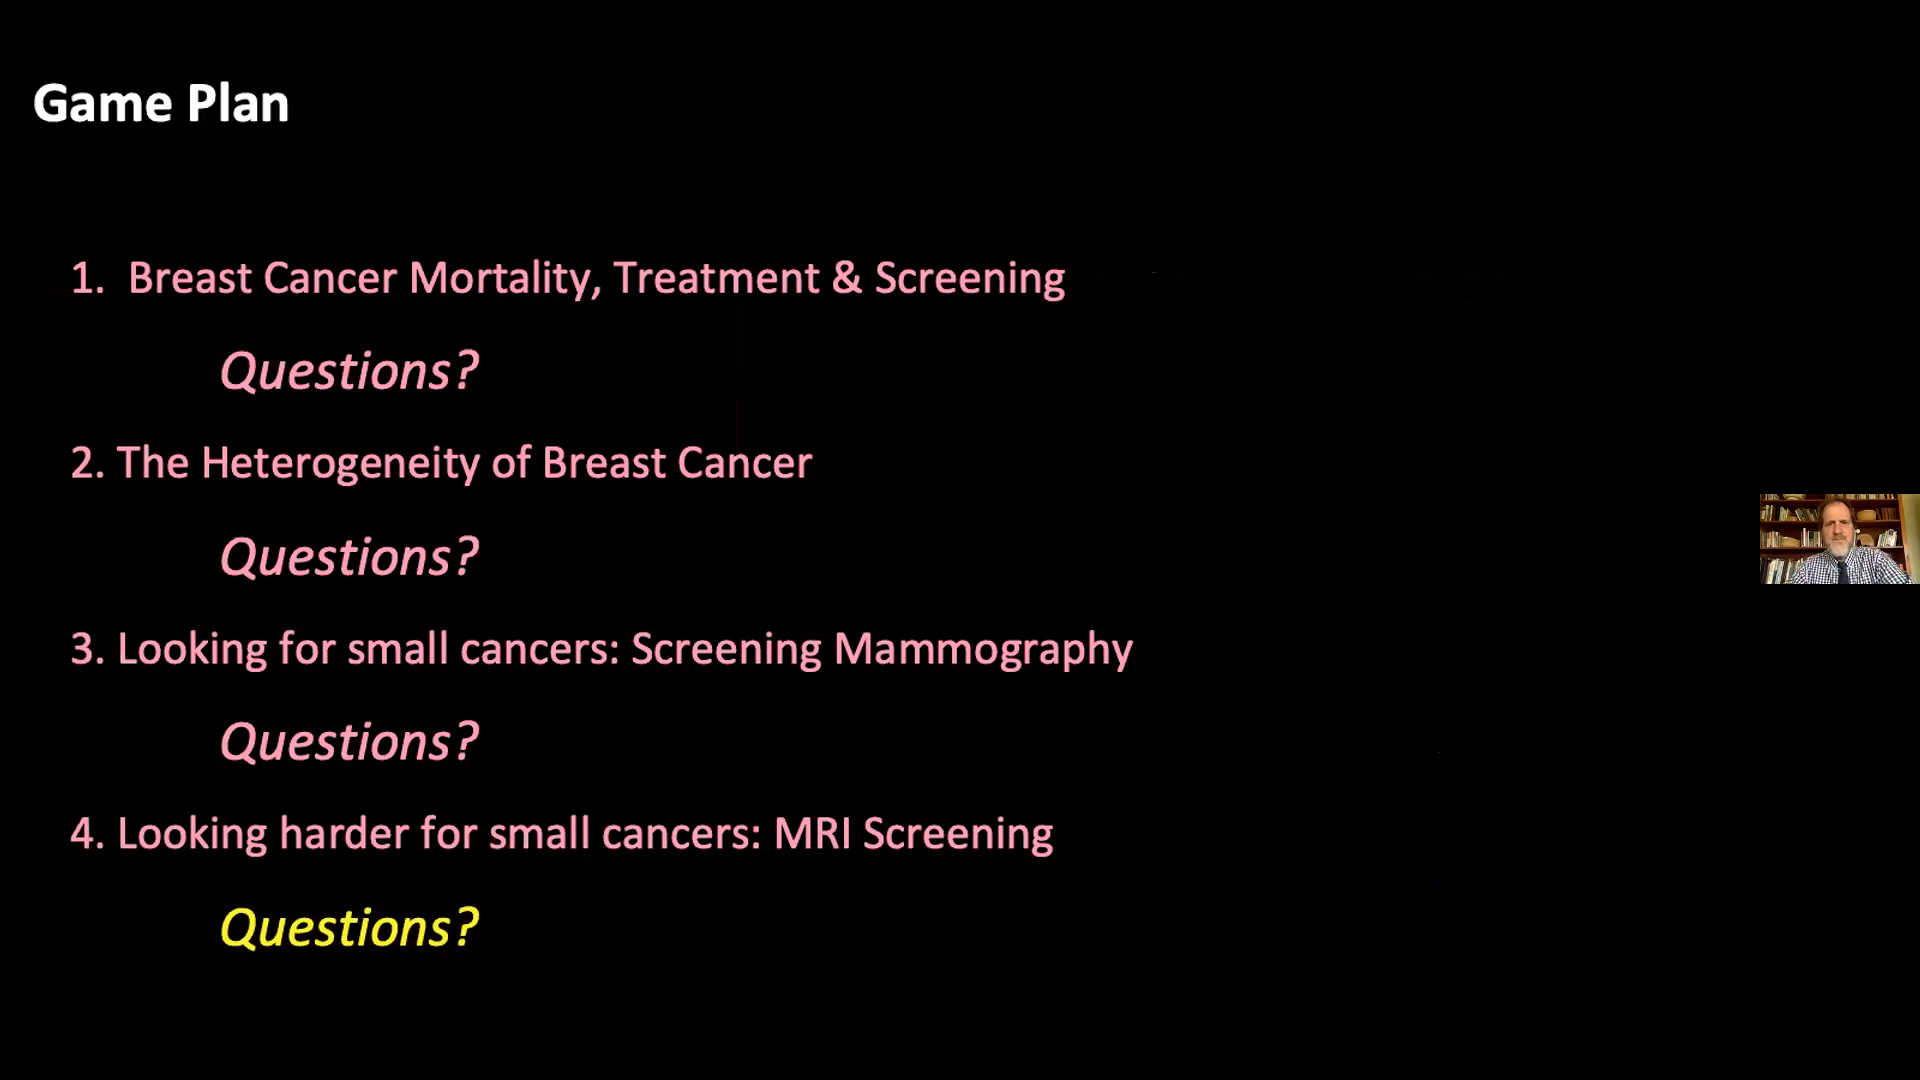 Game Plan
1. Breast Cancer Mortality, Treatment & Screening
Questions?
2. The Heterogeneity of Breast Cancer
Questions?
3. Looking for small cancers: Screening Mammography
Questions?
4. Looking harder for small cancers: MRI Screening
Questions?